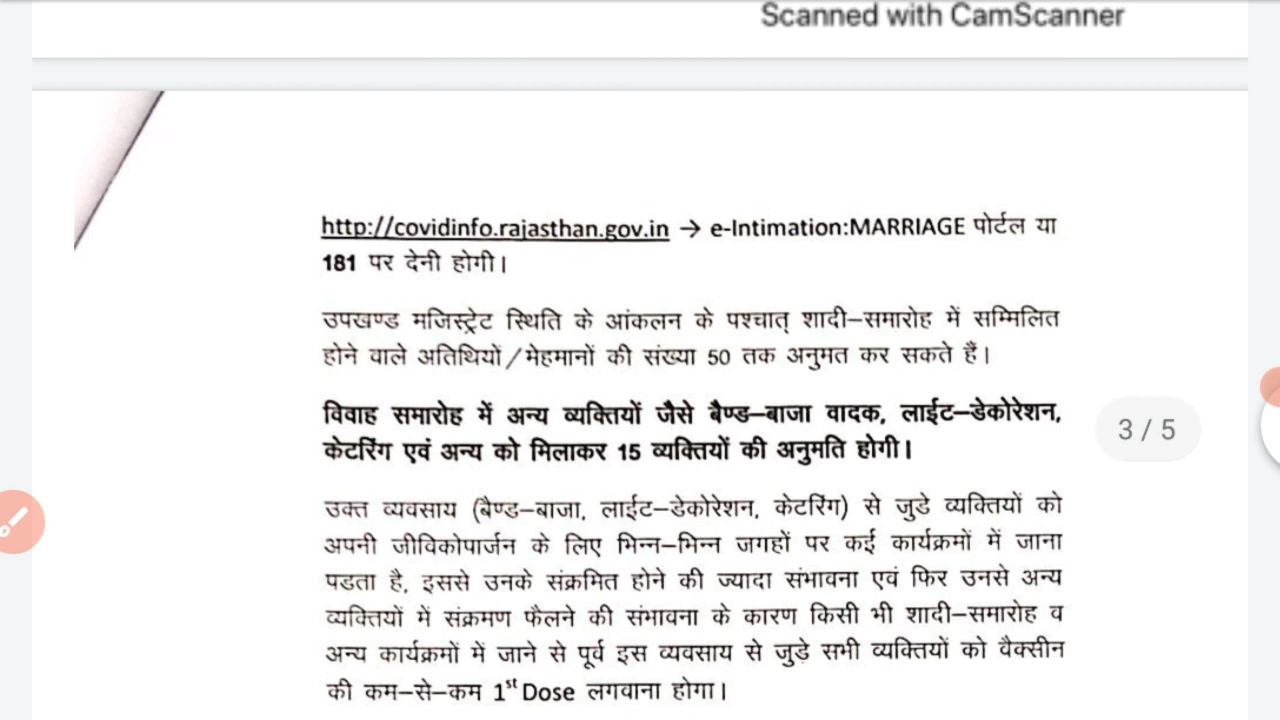 Scanned with CamScanner
http://covidinfo.rajasthan.gov.in → e-Intimation:MARRIAGE पोर्टल या
181 पर देनी होगी।
उपखण्ड मजिस्ट्रेट स्थिति के आंकलन के पश्चात् शादी–समारोह में सम्मिलित
होने वाले अतिथियों/मेहमानों की संख्या 50 तक अनुमत कर सकते हैं।
विवाह समारोह में अन्य व्यक्तियों जैसे बैण्ड–बाजा वादक, लाईट–डेकोरेशन,
केटरिंग एवं अन्य को मिलाकर 15 व्यक्तियों की अनुमति होगी।
3 / 5
उक्त व्यवसाय (बैण्ड–बाजा, लाईट–डेकोरेशन, केटरिंग) से जुडे व्यक्तियों को
अपनी जीविकोपार्जन के लिए भिन्न–भिन्न जगहों पर कई कार्यक्रमों में जाना
पडता है, इससे उनके संक्रमित होने की ज्यादा संभावना एवं फिर उनसे अन्य
व्यक्तियों में संक्रमण फैलने की संभावना के कारण किसी भी शादी–समारोह व
अन्य कार्यक्रमों में जाने से पूर्व इस व्यवसाय से जुडे सभी व्यक्तियों को वैक्सीन
की कम–से–कम 1st Dose लगवाना होगा।